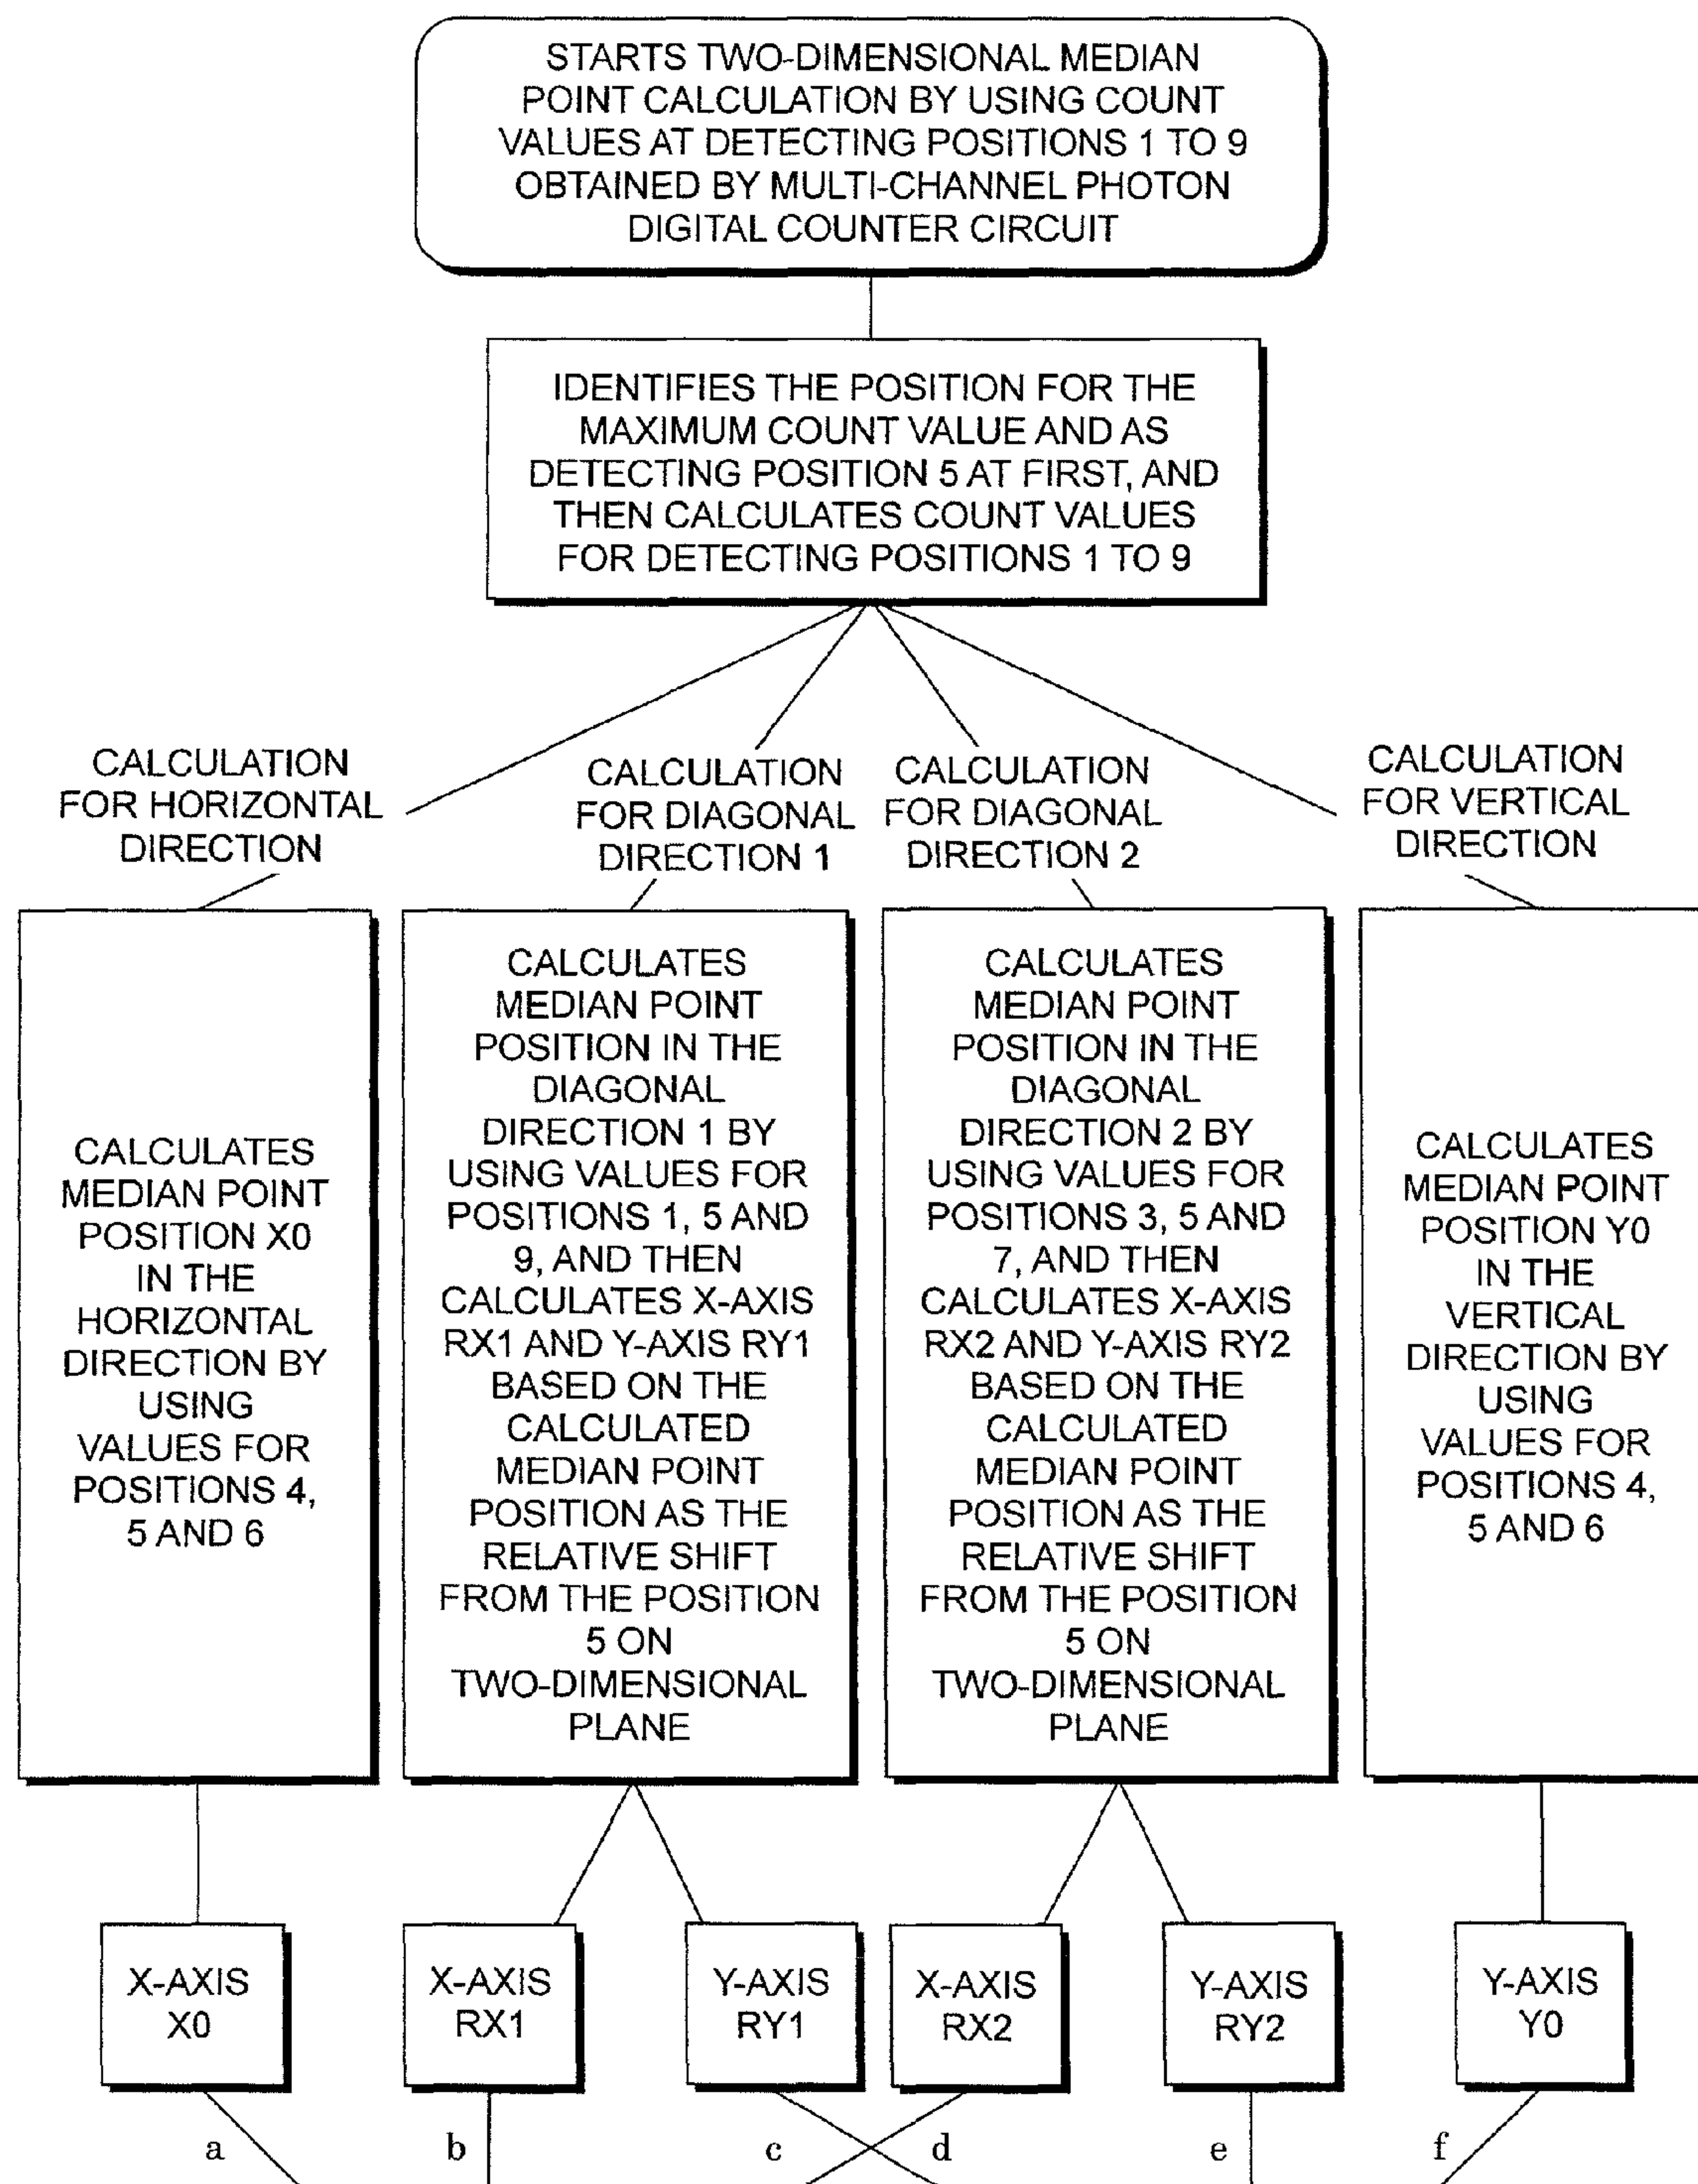 STARTS TWO-DIMENSIONAL MEDIAN
POINT CALCULATION BY USING COUNT
VALUES AT DETECTING POSITIONS 1 TO 9
OBTAINED BY MULTI-CHANNEL PHOTON
DIGITAL COUNTER CIRCUIT
IDENTIFIES THE POSITION FOR THE
MAXIMUM COUNT VALUE AND AS
DETECTING POSITION 5 AT FIRST, AND
THEN CALCULATES COUNT VALUES
FOR DETECTING POSITIONS 1 TO 9
CALCULATION
FOR HORIZONTAL
DIRECTION
CALCULATION
FOR DIAGONAL
DIRECTION 1
CALCULATION
FOR DIAGONAL
DIRECTION 2
CALCULATION
FOR VERTICAL
DIRECTION
CALCULATES
MEDIAN POINT
POSITION X0
IN THE
HORIZONTAL
DIRECTION BY
USING
VALUES FOR
POSITIONS 4,
5 AND 6
CALCULATES
MEDIAN POINT
POSITION IN THE
DIAGONAL
DIRECTION 1 BY
USING VALUES FOR
POSITIONS 1, 5 AND
9, AND THEN
CALCULATES X-AXIS
RX1 AND Y-AXIS RY1
BASED ON THE
CALCULATED
MEDIAN POINT
POSITION AS THE
RELATIVE SHIFT
FROM THE POSITION
5 ON
TWO-DIMENSIONAL
PLANE
CALCULATES
MEDIAN POINT
POSITION IN THE
DIAGONAL
DIRECTION 2 BY
USING VALUES FOR
POSITIONS 3, 5 AND
7, AND THEN
CALCULATES X-AXIS
RX2 AND Y-AXIS RY2
BASED ON THE
CALCULATED
MEDIAN POINT
POSITION AS THE
RELATIVE SHIFT
FROM THE POSITION
5 ON
TWO-DIMENSIONAL
PLANE
CALCULATES
MEDIAN POINT
POSITION Y0
IN THE
VERTICAL
DIRECTION BY
USING
VALUES FOR
POSITIONS 4,
5 AND 6
X-AXIS
X0
X-AXIS
RX1
Y-AXIS
RY1
X-AXIS
RX2
Y-AXIS
RY2
Y-AXIS
Y0
a
b
c
d
e
f